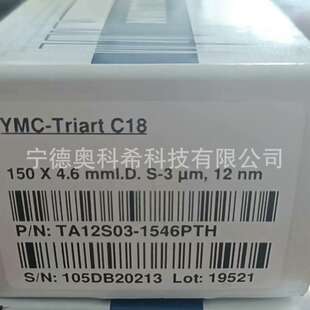 YMC-Triart C18
宁德奥科希科技有限公司
150 X 4.6 mmI.D. S-3 µm, 12 nm
P/N: TA12S03-1546PTH
S/N: 105DB20213 Lot: 19521